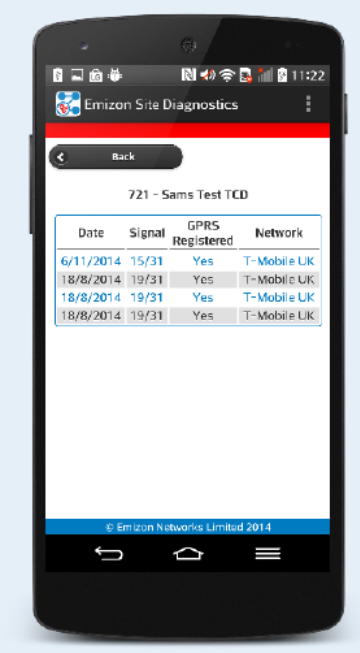 11:22
Emizon Site Diagnostics
Back
721 - Sams Test TCD
Date Signal GPRS Registered Network
6/11/2014 15/31 Yes T-Mobile UK
18/8/2014 19/31 Yes T-Mobile UK
18/8/2014 19/31 Yes T-Mobile UK
18/8/2014 19/31 Yes T-Mobile UK
© Emizon Networks Limited 2014